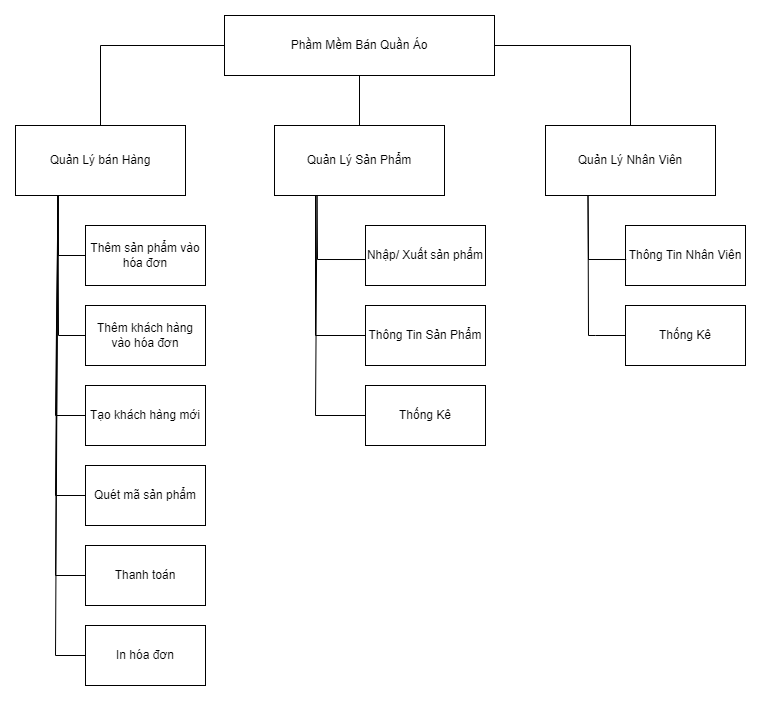 Phầm Mềm Bán Quần Áo
Quản Lý bán Hàng
Quản Lý Sản Phẩm
Quản Lý Nhân Viên
Thêm sản phẩm vào
hóa đơn
Nhập/ Xuất sản phẩm
Thông Tin Nhân Viên
Thêm khách hàng
vào hóa đơn
Thông Tin Sản Phẩm
Thống Kê
Tạo khách hàng mới
Thống Kê
Quét mã sản phẩm
Thanh toán
In hóa đơn